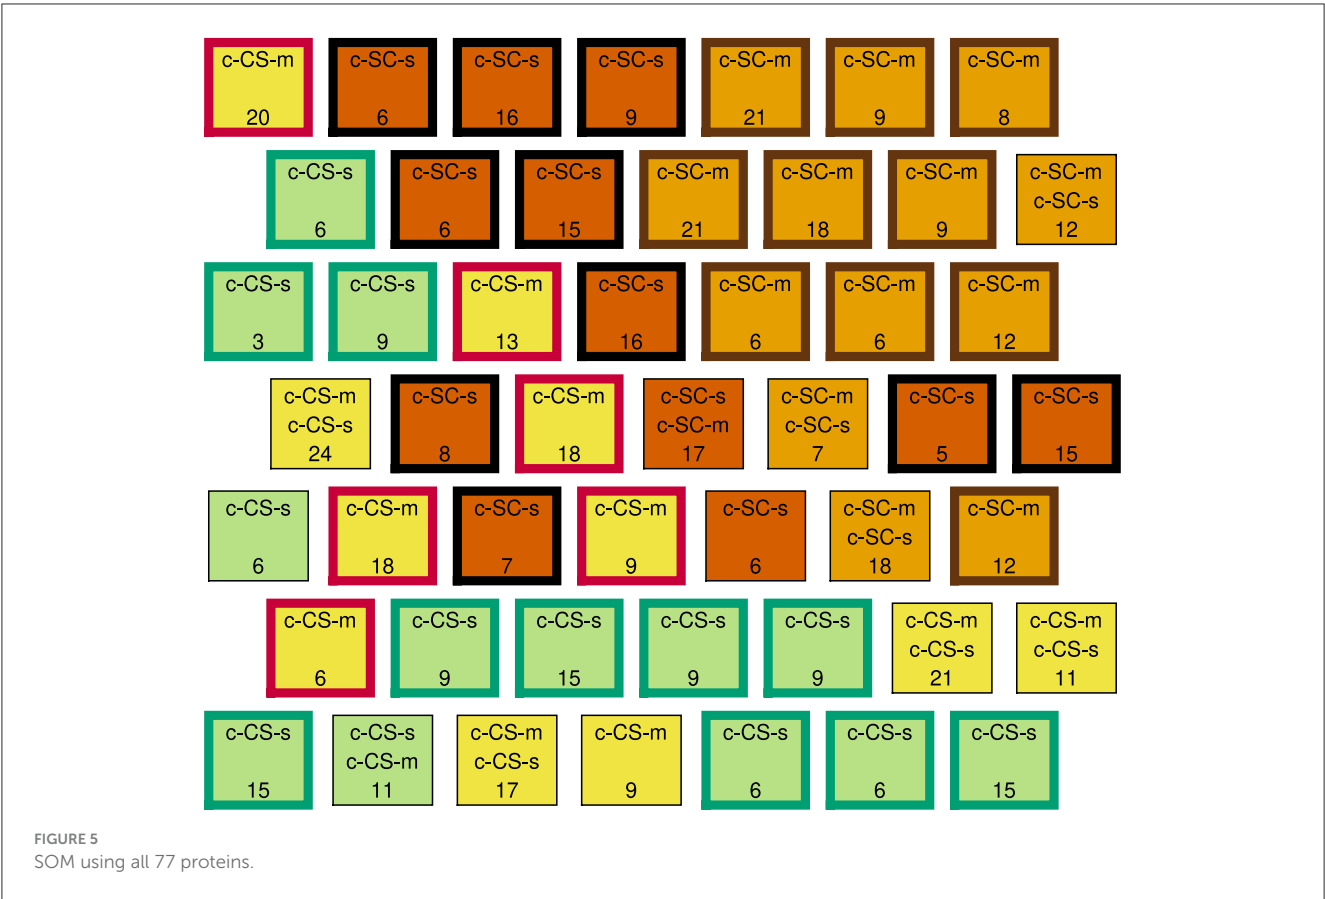 c-CS-m c-SC-s c-SC-s c-SC-s c-SC-m c-SC-m c-SC-m
20 6 16 9 21 9 8
c-CS-s c-SC-s c-SC-s c-SC-m c-SC-m c-SC-m c-SC-m
c-SC-s
6 6 15 21 18 9 12
c-CS-s c-CS-s c-CS-m c-SC-s c-SC-m c-SC-m c-SC-m
3 9 13 16 6 6 12
c-CS-m c-SC-s c-CS-m c-SC-s c-SC-m c-SC-s c-SC-s
c-CS-s c-SC-m c-SC-s
24 8 18 17 7 5 15
c-CS-s c-CS-m c-SC-s c-CS-m c-SC-s c-SC-m c-SC-m
c-SC-s
6 18 7 9 6 18 12
c-CS-m c-CS-s c-CS-s c-CS-s c-CS-s c-CS-m c-CS-m
c-CS-s c-CS-s
6 9 15 9 9 21 11
c-CS-s c-CS-s c-CS-m c-CS-m c-CS-s c-CS-s c-CS-s
c-CS-m c-CS-s
15 11 17 9 6 6 15
FIGURE 5
SOM using all 77 proteins.